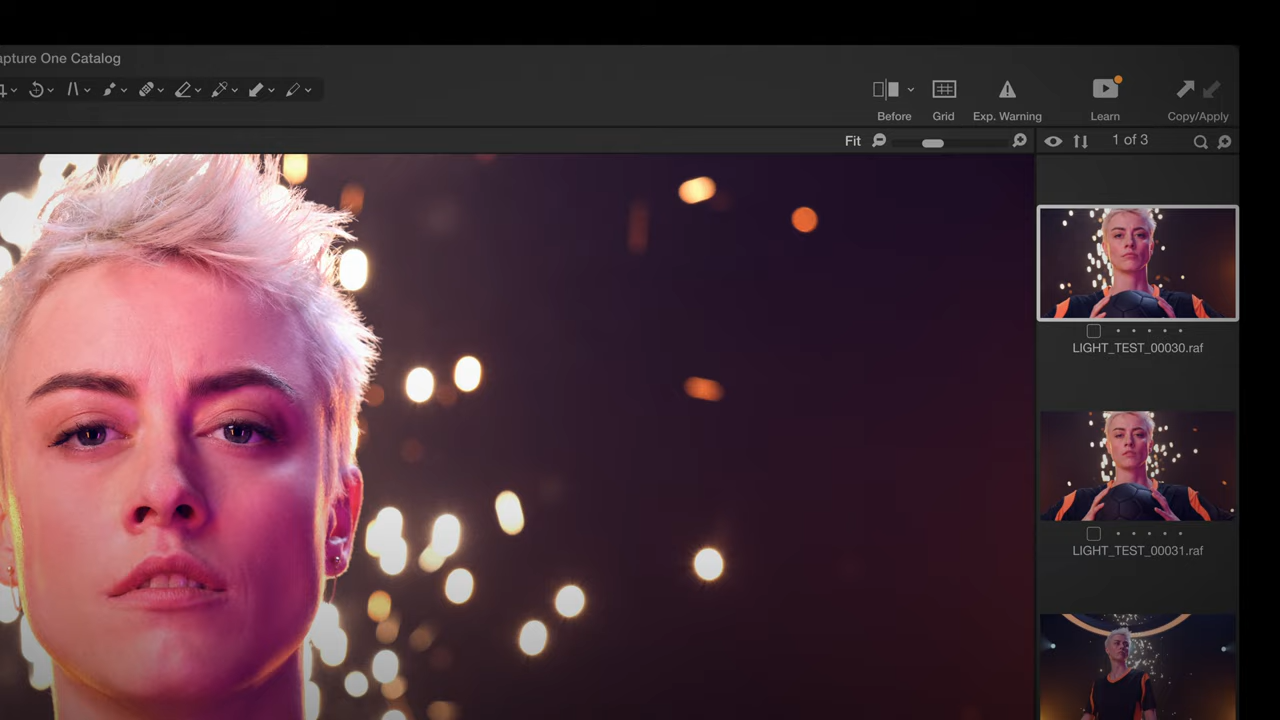 apture One Catalog
Before
Grid
Exp. Warning
Learn
Copy/Apply
Fit
1 of 3
LIGHT_TEST_00030.raf
LIGHT_TEST_00031.raf